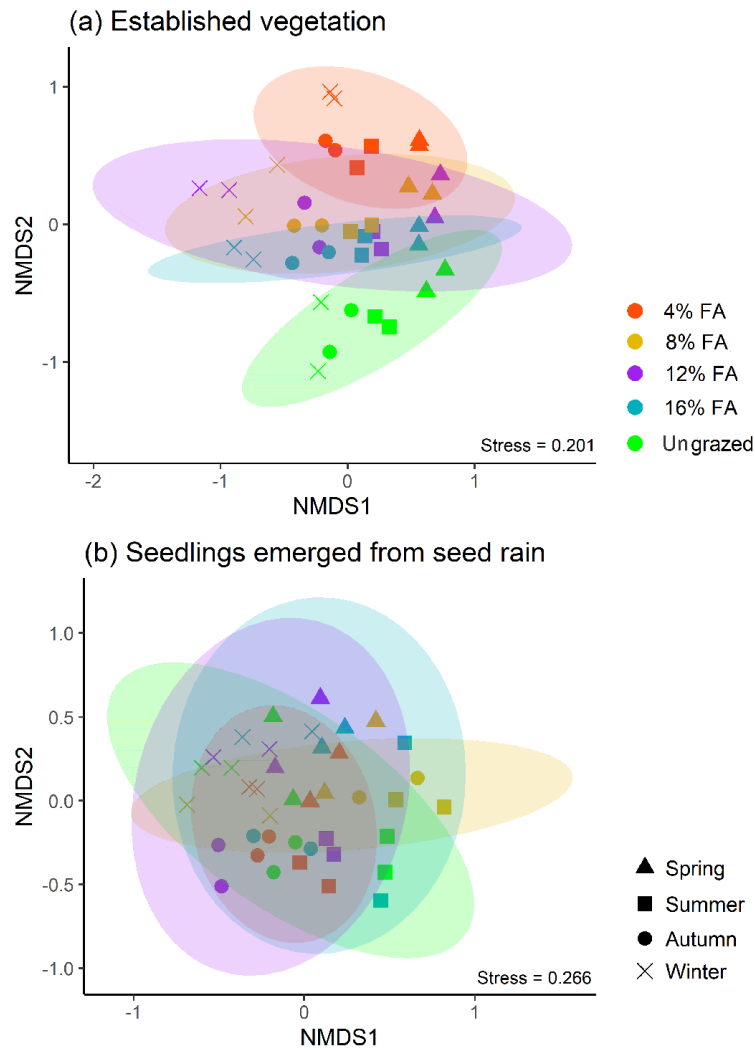 (a) Established vegetation
1
0
-1
NMDS2
Stress = 0.201
-2
-1
0
1
NMDS1
4% FA
8% FA
12% FA
16% FA
Ungrazed
(b) Seedlings emerged from seed rain
1.0
0.5
0.0
-0.5
-1.0
NMDS2
Stress = 0.266
-1
0
1
NMDS1
Spring
Summer
Autumn
Winter